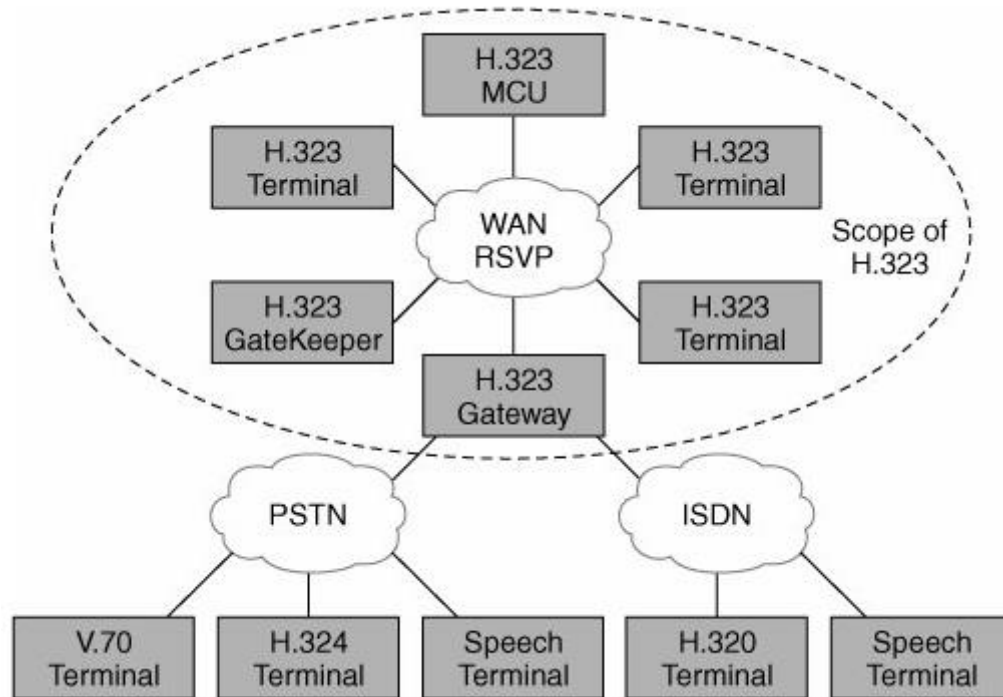 H.323
MCU
H.323
Terminal
H.323
Terminal
WAN
RSVP
Scope of
H.323
H.323
GateKeeper
H.323
Terminal
H.323
Gateway
PSTN
ISDN
V.70
Terminal
H.324
Terminal
Speech
Terminal
H.320
Terminal
Speech
Terminal